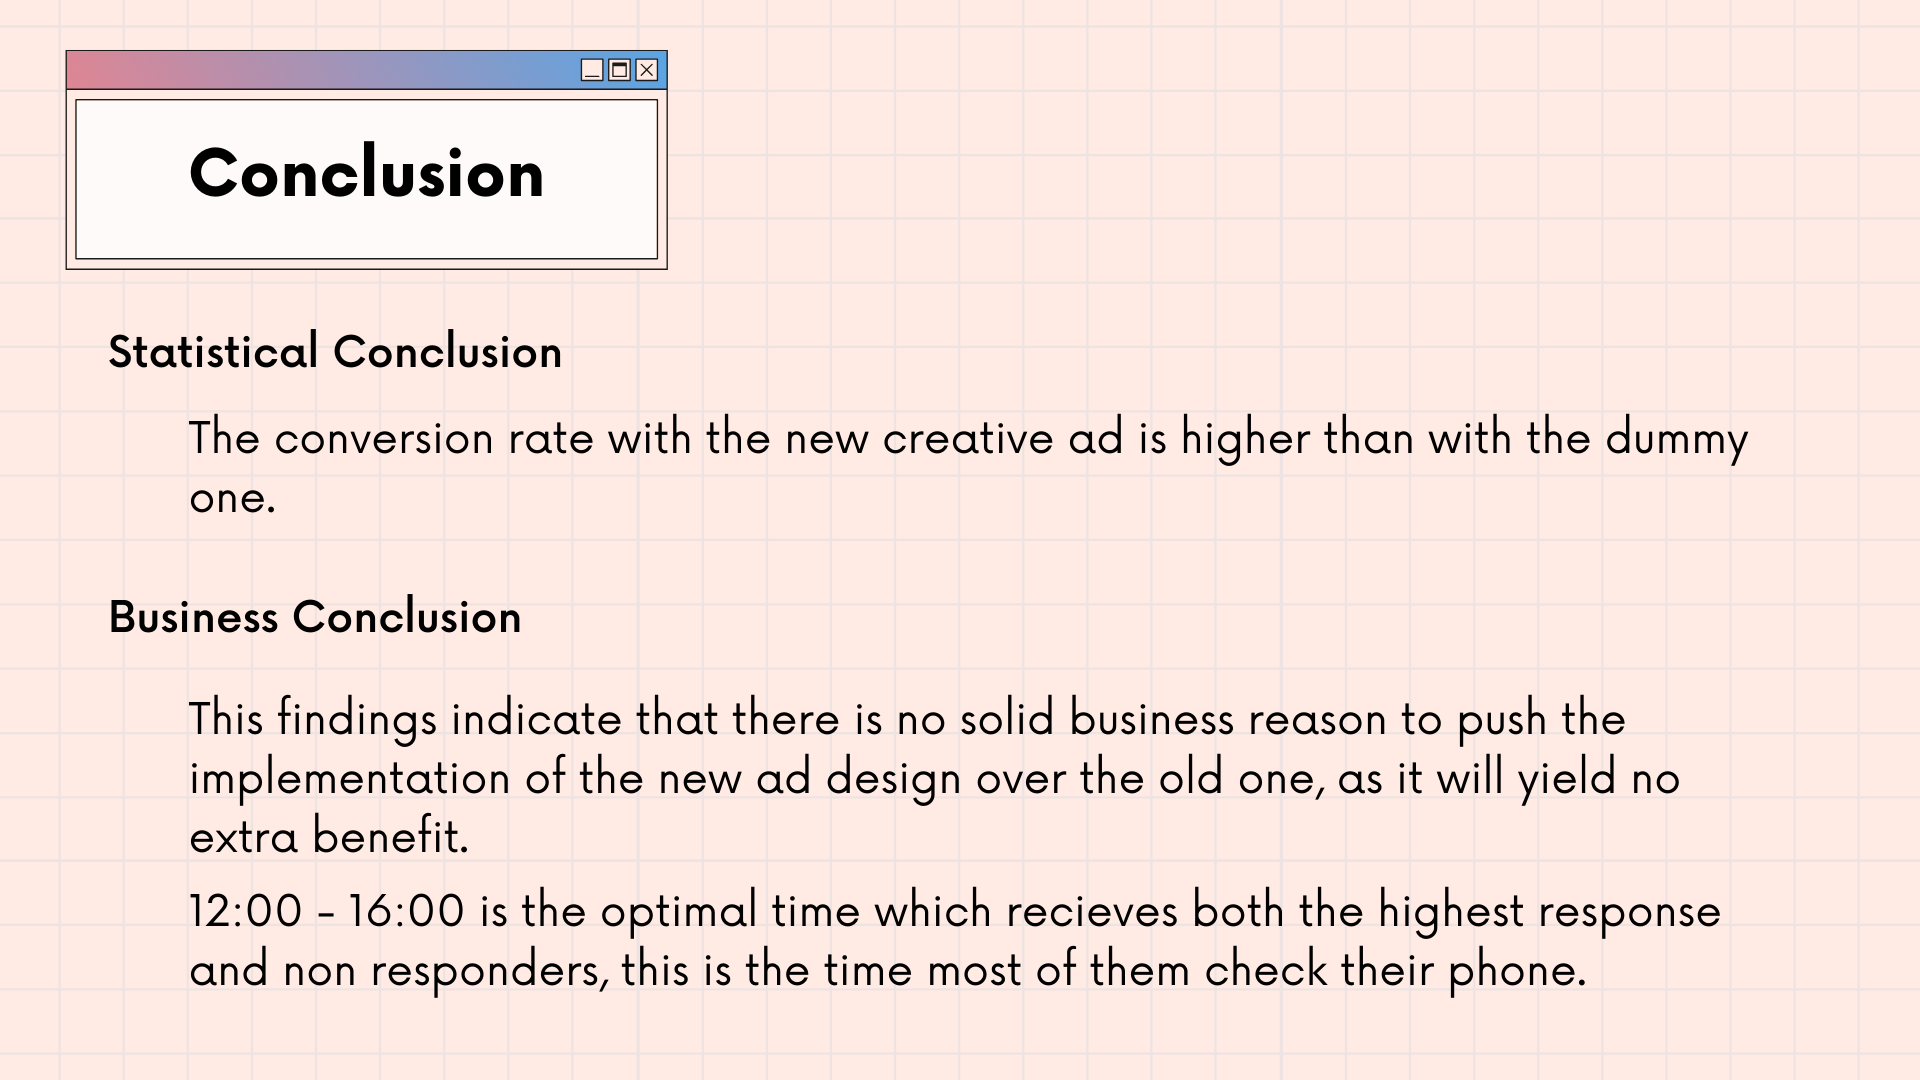 Conclusion
Statistical Conclusion
The conversion rate with the new creative ad is higher than with the dummy
one.
Business Conclusion
This findings indicate that there is no solid business reason to push the
implementation of the new ad design over the old one, as it will yield no
extra benefit.
12:00 - 16:00 is the optimal time which recieves both the highest response
and non responders, this is the time most of them check their phone.